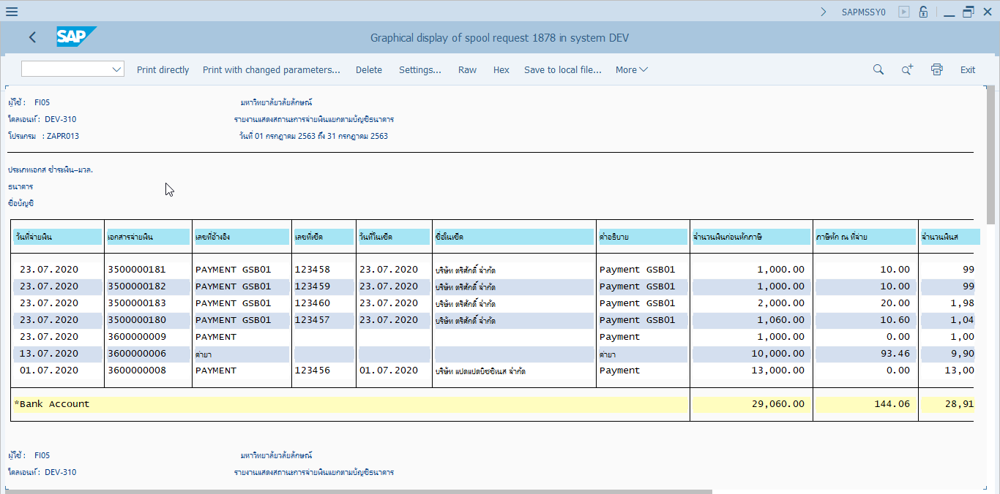 SAPMSSY0
SAP
Graphical display of spool request 1878 in system DEV
Print directly Print with changed parameters... Delete Settings... Raw Hex Save to local file... More Exit
ผู้ใช้ : FI05 มหาวิทยาลัยวลัยลักษณ์
ไคลเอนท์ : DEV-310 รายงานแสดงสถานะการจ่ายเงินแยกตามบัญชีธนาคาร
โปรแกรม : ZAPR013 วันที่ 01 กรกฎาคม 2563 ถึง 31 กรกฎาคม 2563
ประเภทเอกส ชำระเงิน-มวล.
ธนาคาร
ชื่อบัญชี
วันที่จ่ายเงิน เอกสารจ่ายเงิน เลขที่อ้างอิง เลขที่เช็ค วันที่ในเช็ค ชื่อในเช็ค คำอธิบาย จำนวนเงินก่อนหักภาษี ภาษีหัก ณ ที่จ่าย จำนวนเงินส
23.07.2020 3500000181 PAYMENT GSB01 123458 23.07.2020 บริษัท ตริศักดิ์ จำกัด Payment GSB01 1,000.00 10.00 99
23.07.2020 3500000182 PAYMENT GSB01 123459 23.07.2020 บริษัท ตริศักดิ์ จำกัด Payment GSB01 1,000.00 10.00 99
23.07.2020 3500000183 PAYMENT GSB01 123460 23.07.2020 บริษัท ตริศักดิ์ จำกัด Payment GSB01 2,000.00 20.00 1,98
23.07.2020 3500000180 PAYMENT GSB01 123457 23.07.2020 บริษัท ตริศักดิ์ จำกัด Payment GSB01 1,060.00 10.60 1,04
23.07.2020 3600000009 PAYMENT Payment 1,000.00 0.00 1,00
13.07.2020 3600000006 ค่ายา ค่ายา 10,000.00 93.46 9,90
01.07.2020 3600000008 PAYMENT 123456 01.07.2020 บริษัท แปดแปดบิซซิเนส จำกัด Payment 13,000.00 0.00 13,00
*Bank Account 29,060.00 144.06 28,91
ผู้ใช้ : FI05 มหาวิทยาลัยวลัยลักษณ์
ไคลเอนท์ : DEV-310 รายงานแสดงสถานะการจ่ายเงินแยกตามบัญชีธนาคาร